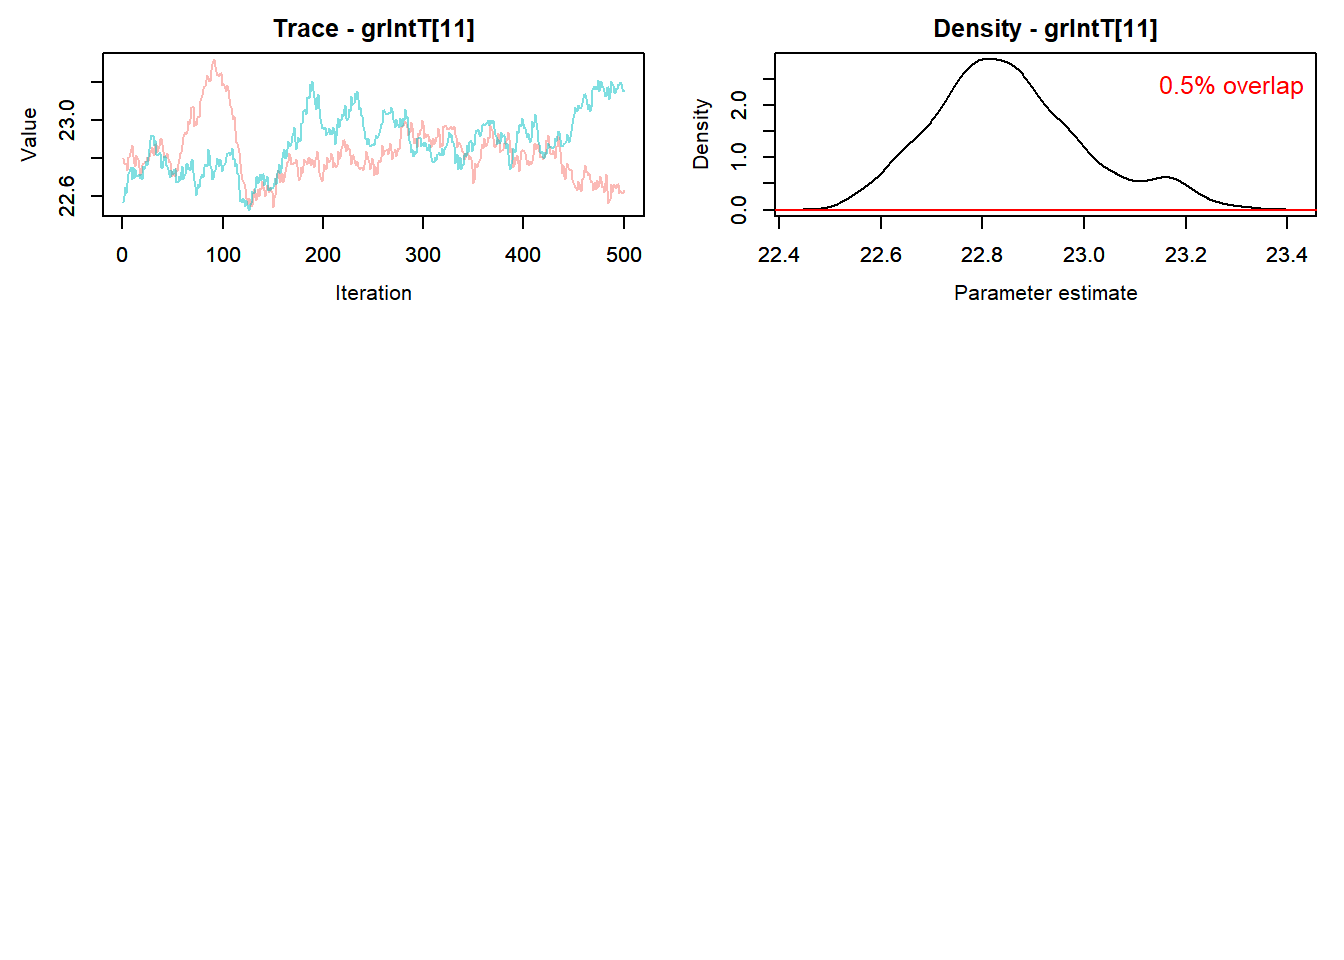 Trace - grIntT[11]
Value
23.0
22.6
0 100 200 300 400 500
Iteration
Density - grIntT[11]
0.5% overlap
Density
2.0
1.0
0.0
22.4 22.6 22.8 23.0 23.2 23.4
Parameter estimate